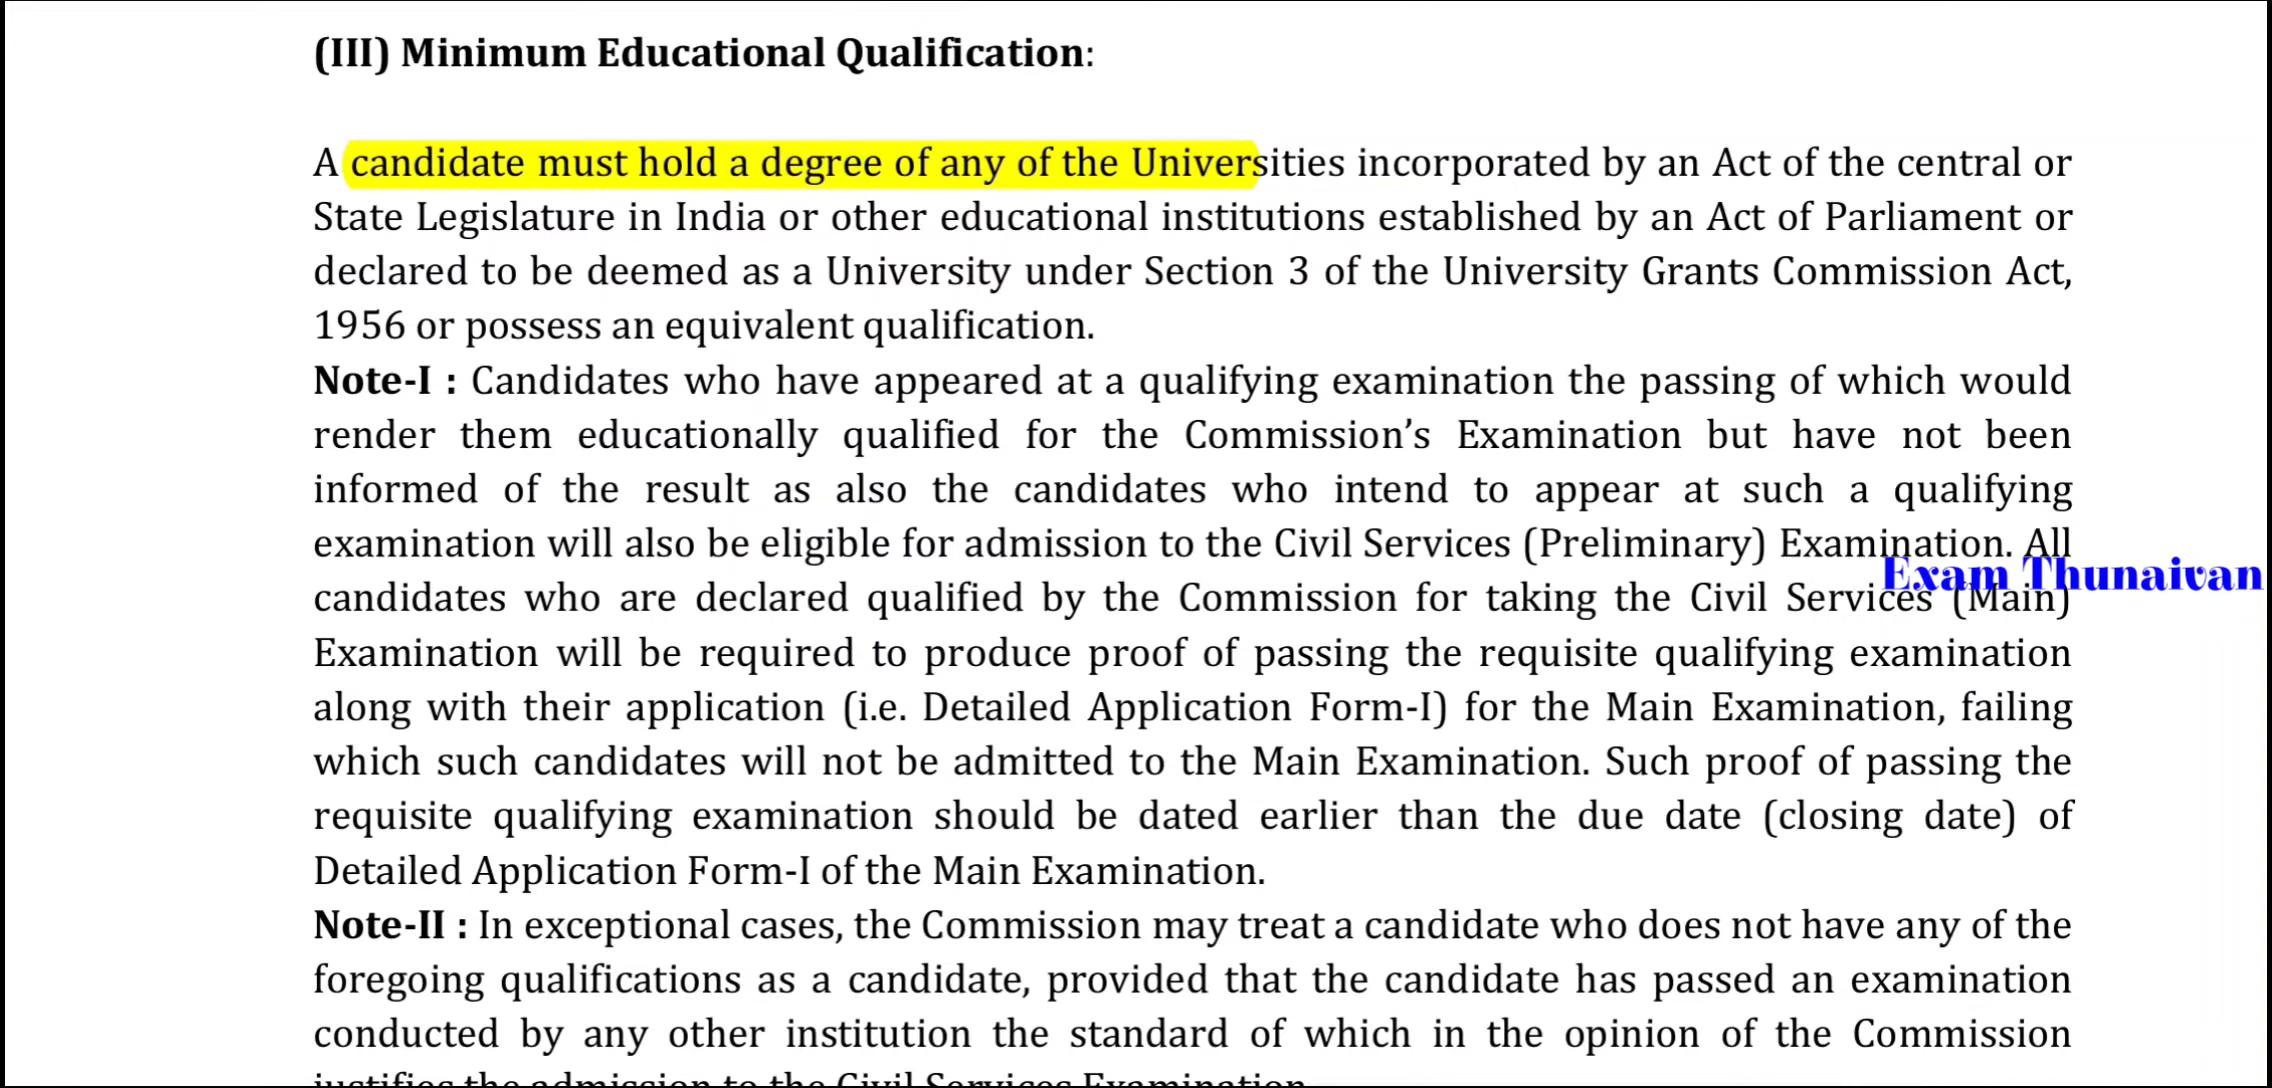 (III) Minimum Educational Qualification:
A candidate must hold a degree of any of the Universities incorporated by an Act of the central or
State Legislature in India or other educational institutions established by an Act of Parliament or
declared to be deemed as a University under Section 3 of the University Grants Commission Act,
1956 or possess an equivalent qualification.
Note-I : Candidates who have appeared at a qualifying examination the passing of which would
render them educationally qualified for the Commission’s Examination but have not been
informed of the result as also the candidates who intend to appear at such a qualifying
examination will also be eligible for admission to the Civil Services (Preliminary) Examination. All
Exam Thunaivan
candidates who are declared qualified by the Commission for taking the Civil Services (Main)
Examination will be required to produce proof of passing the requisite qualifying examination
along with their application (i.e. Detailed Application Form-I) for the Main Examination, failing
which such candidates will not be admitted to the Main Examination. Such proof of passing the
requisite qualifying examination should be dated earlier than the due date (closing date) of
Detailed Application Form-I of the Main Examination.
Note-II : In exceptional cases, the Commission may treat a candidate who does not have any of the
foregoing qualifications as a candidate, provided that the candidate has passed an examination
conducted by any other institution the standard of which in the opinion of the Commission
justifies the admission to the Civil Services Examination